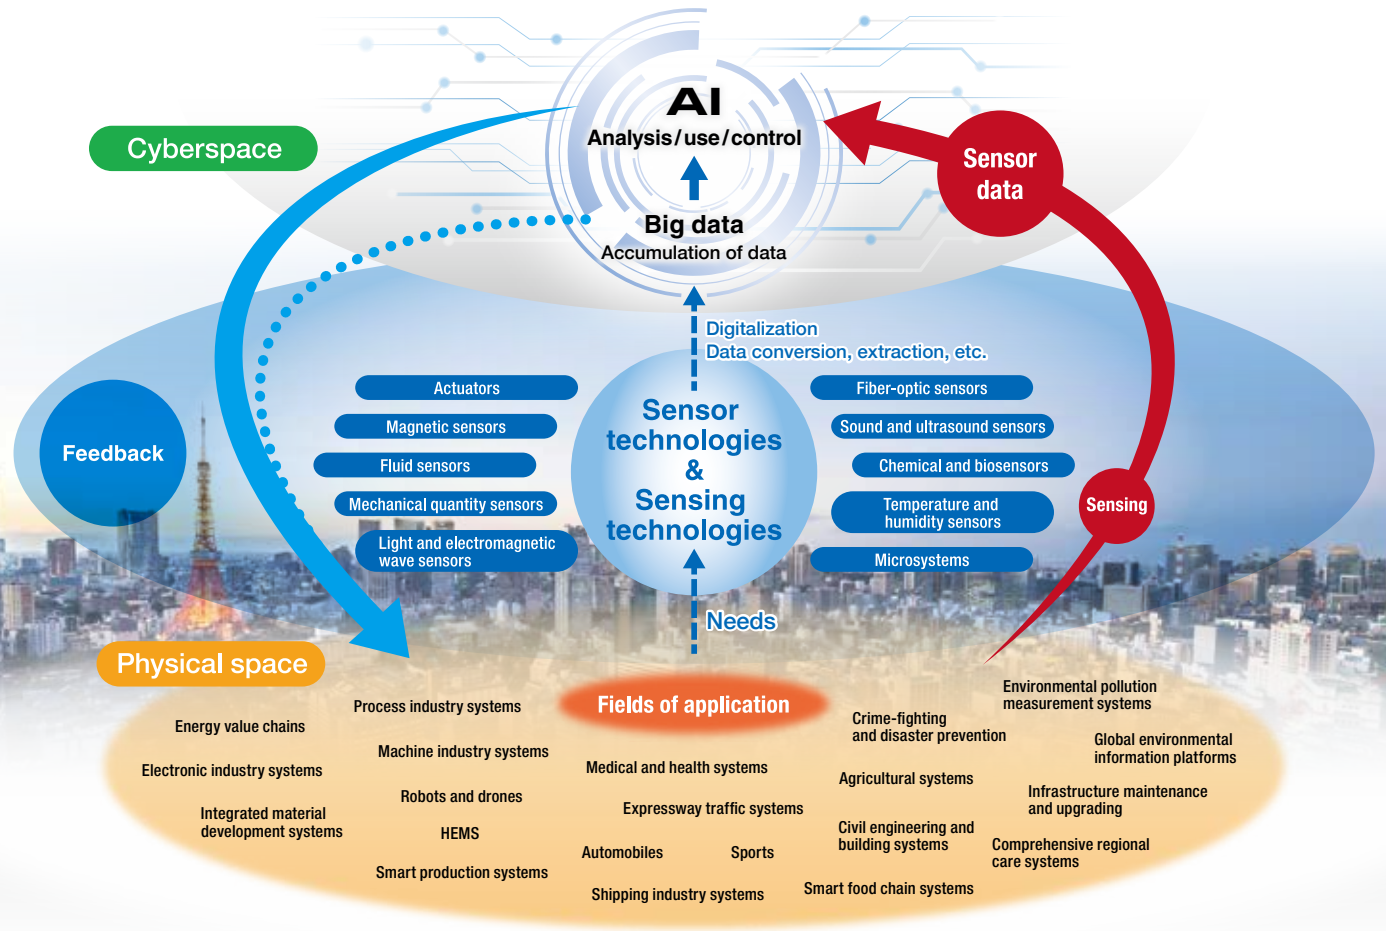 AI
Analysis/use/control
Cyberspace
Sensor
data
Big data
Accumulation of data
Digitalization
Data conversion, extraction, etc.
Feedback
Actuators
Magnetic sensors
Fluid sensors
Mechanical quantity sensors
Light and electromagnetic
wave sensors
Sensor
technologies
&
Sensing
technologies
Fiber-optic sensors
Sound and ultrasound sensors
Chemical and biosensors
Temperature and
humidity sensors
Microsystems
Sensing
Needs
Physical space
Fields of application
Energy value chains
Electronic industry systems
Integrated material
development systems
Process industry systems
Machine industry systems
Robots and drones
HEMS
Smart production systems
Medical and health systems
Expressway traffic systems
Automobiles
Sports
Shipping industry systems
Crime-fighting
and disaster prevention
Agricultural systems
Civil engineering and
building systems
Smart food chain systems
Environmental pollution
measurement systems
Global environmental
information platforms
Infrastructure maintenance
and upgrading
Comprehensive regional
care systems